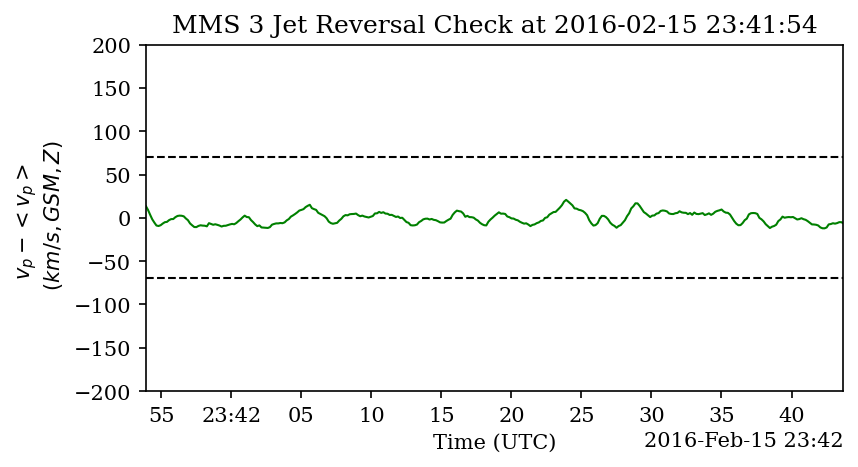 MMS 3 Jet Reversal Check at 2016-02-15 23:41:54
200
150
100
50
0
−50
−100
−150
−200
v_p − < v_p >
(km/s, GSM, Z)
55 23:42 05 10 15 20 25 30 35 40
Time (UTC)
2016-Feb-15 23:42